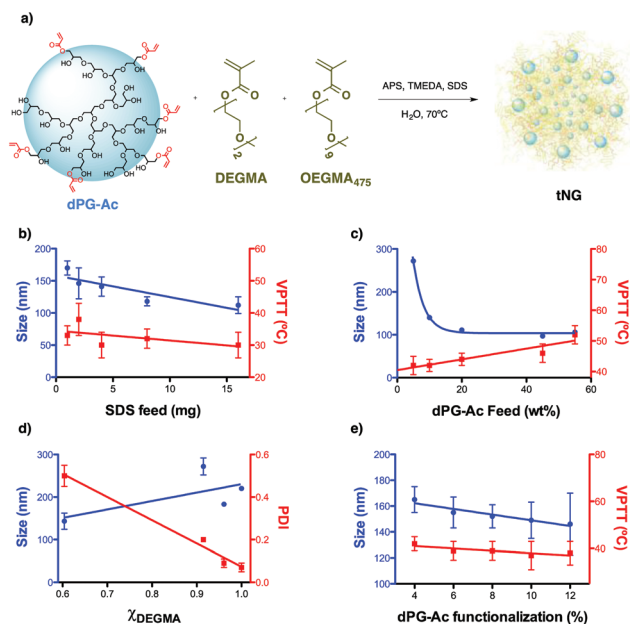 a)
dPG-Ac
+
DEGMA
+
OEGMA475
APS, TMEDA, SDS
H2O, 70ºC
tNG
b)
Size (nm)
200
150
100
50
0
0 5 10 15
SDS feed (mg)
60
50
40
30
20
VPTT (ºC)
c)
Size (nm)
300
200
100
0
0 20 40 60
dPG-Ac Feed (wt%)
80
70
60
50
40
VPTT (ºC)
d)
Size (nm)
300
200
100
0
0.6 0.7 0.8 0.9 1.0
χDEGMA
0.6
0.4
0.2
0.0
PDI
e)
Size (nm)
200
180
160
140
120
100
4 6 8 10 12
dPG-Ac functionalization (%)
80
60
40
VPTT (ºC)